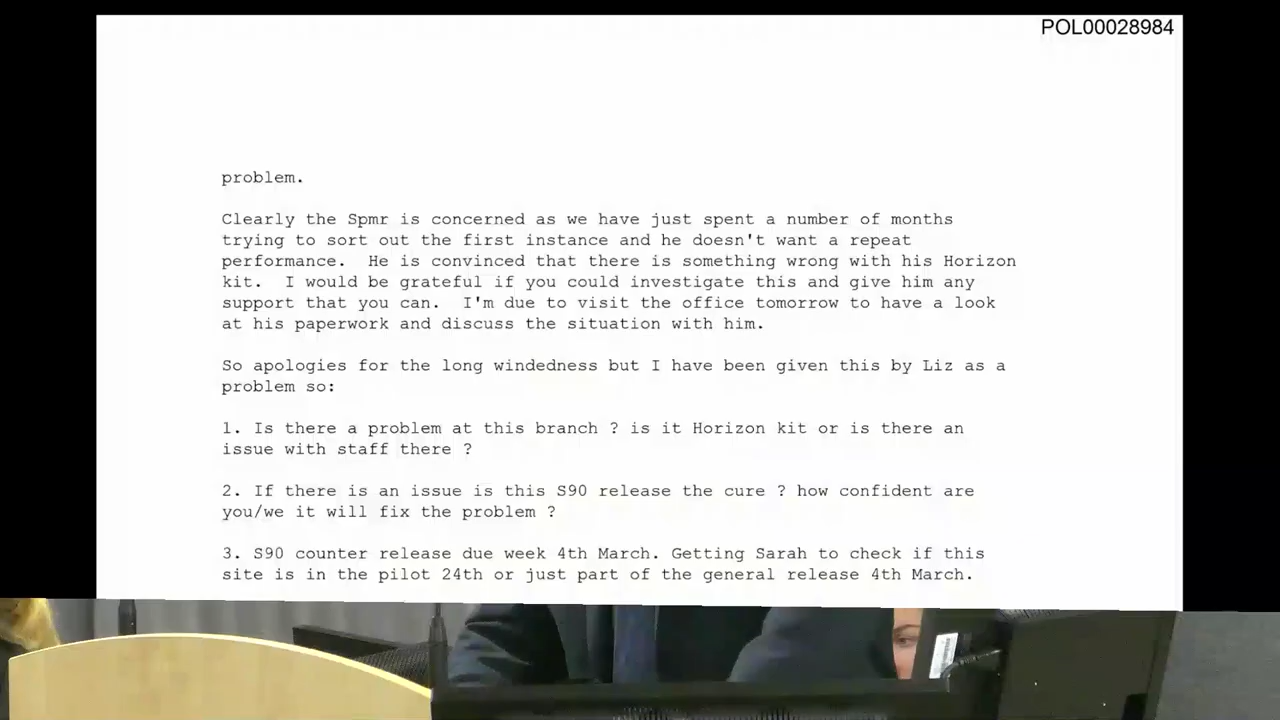 POL00028984
problem.
Clearly the Spmr is concerned as we have just spent a number of months
trying to sort out the first instance and he doesn't want a repeat
performance. He is convinced that there is something wrong with his Horizon
kit. I would be grateful if you could investigate this and give him any
support that you can. I'm due to visit the office tomorrow to have a look
at his paperwork and discuss the situation with him.
So apologies for the long windedness but I have been given this by Liz as a
problem so:
1. Is there a problem at this branch ? is it Horizon kit or is there an
issue with staff there ?
2. If there is an issue is this S90 release the cure ? how confident are
you/we it will fix the problem ?
3. S90 counter release due week 4th March. Getting Sarah to check if this
site is in the pilot 24th or just part of the general release 4th March.